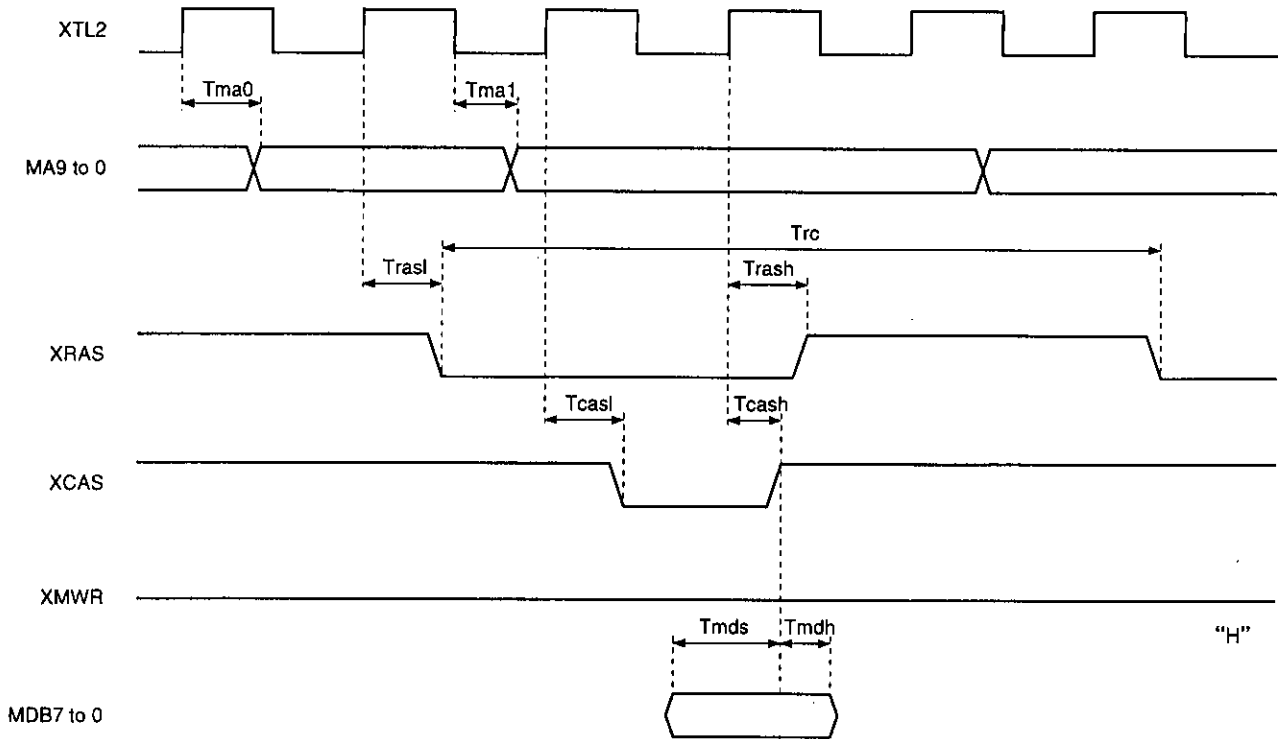 XTL2
Tma0
Tma1
MA9 to 0
Trc
Trasl
Trash
XRAS
Tcasl
Tcash
XCAS
XMWR
"H"
Tmds
Tmdh
MDB7 to 0